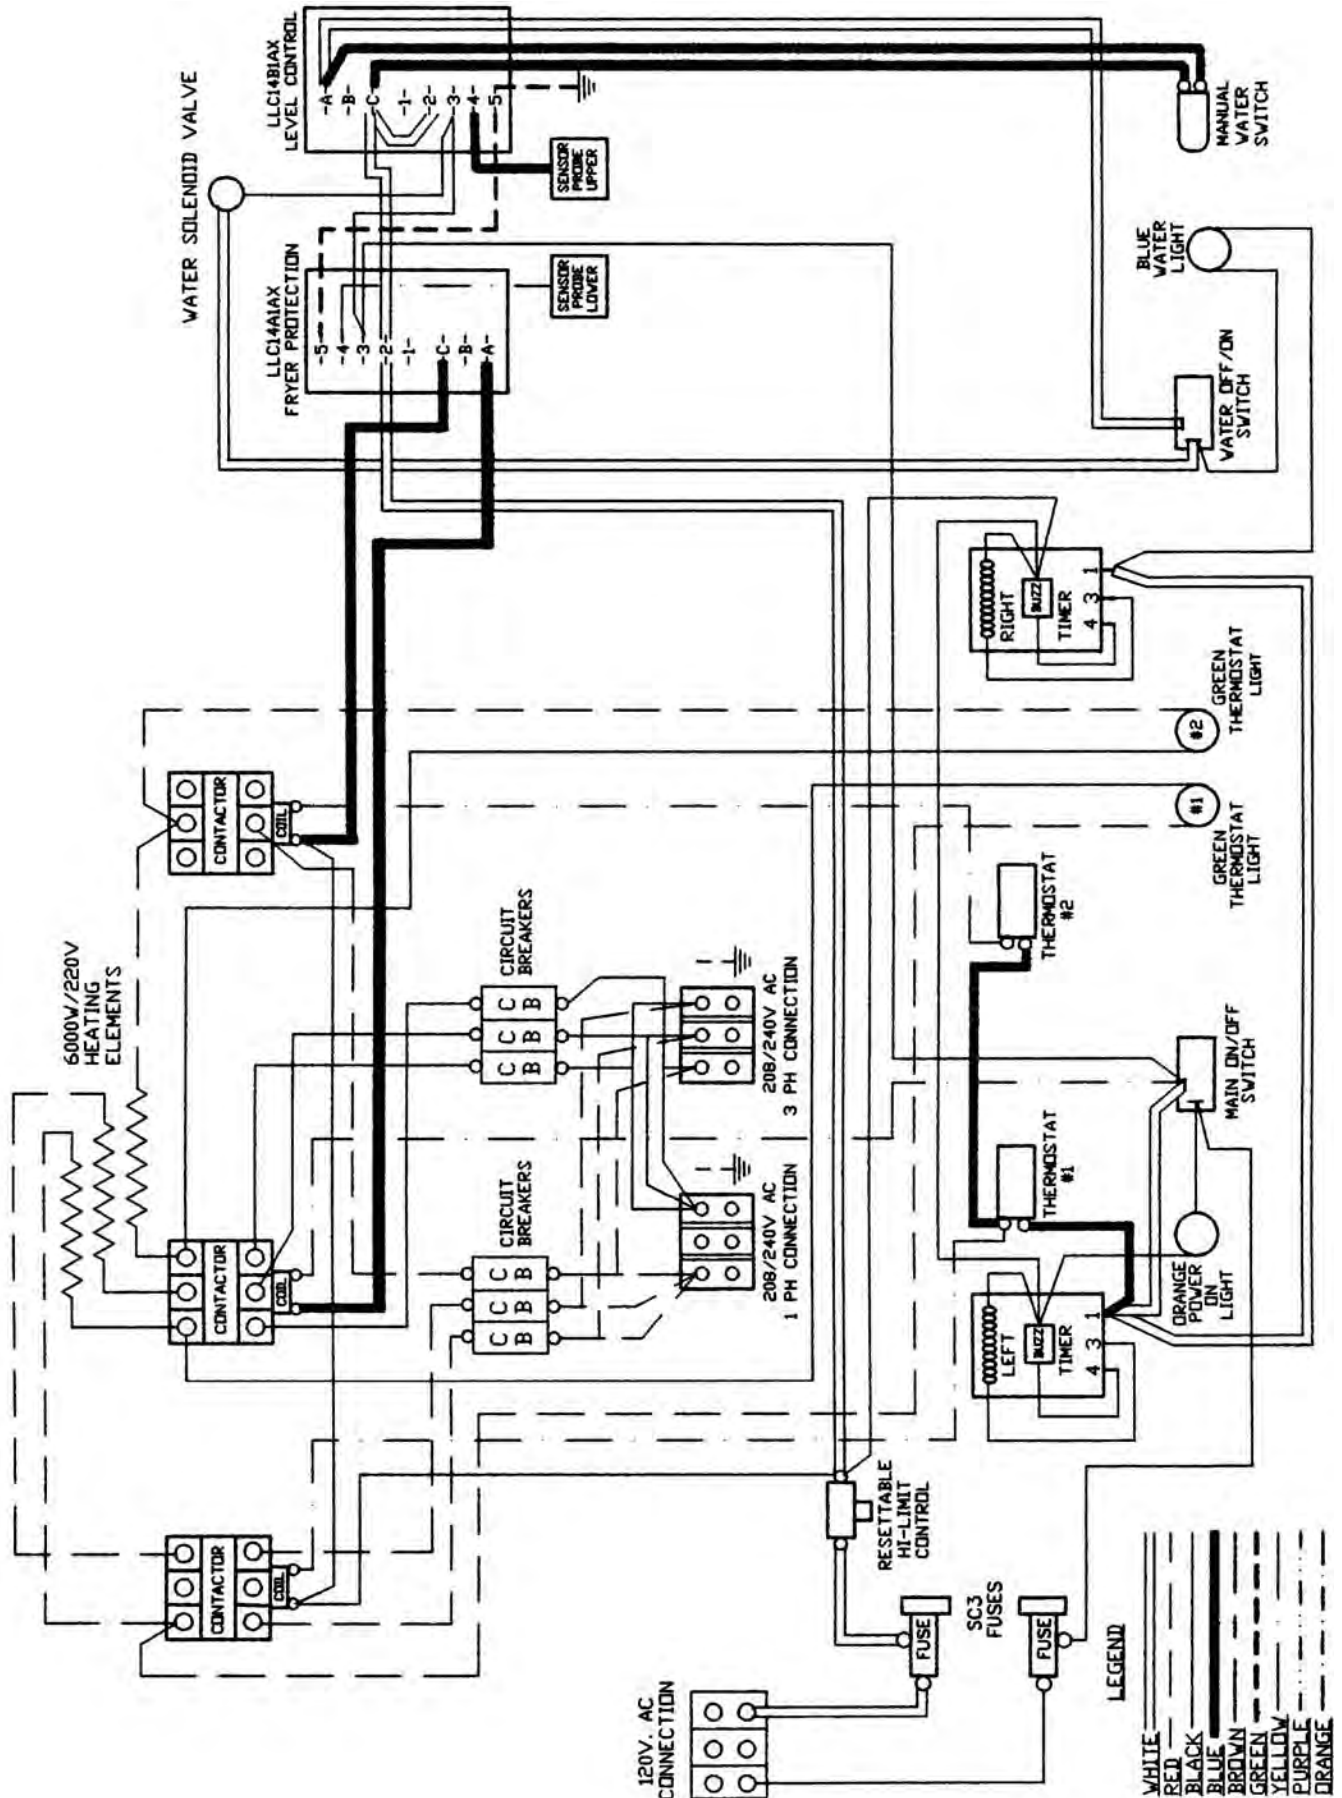 WATER SOLENOID VALVE
LLC14B1AX
LEVEL CONTROL
-A-
-B-
-C-
-1-
-2-
-3-
-4-
-5-
SENSOR
PROBE
UPPER
LLC14A1AX
FRYER PROTECTION
-5-
-4-
-3-
-2-
-1-
-C-
-B-
-A-
SENSOR
PROBE
LOWER
MANUAL
WATER
SWITCH
BLUE
WATER
LIGHT
WATER OFF/ON
SWITCH
RIGHT
BUZZ
TIMER
4 3 1
#2
GREEN
THERMOSTAT
LIGHT
#1
GREEN
THERMOSTAT
LIGHT
CONTACTOR
COIL
6000W/220V
HEATING
ELEMENTS
CIRCUIT
BREAKERS
C C C
B B B
208/240V AC
3 PH CONNECTION
THERMOSTAT
#2
MAIN ON/OFF
SWITCH
CONTACTOR
COIL
CIRCUIT
BREAKERS
C C C
B B B
208/240V AC
1 PH CONNECTION
THERMOSTAT
#1
ORANGE
POWER
ON
LIGHT
LEFT
BUZZ
TIMER
4 3 1
CONTACTOR
COIL
RESETTABLE
HI-LIMIT
CONTROL
SC3
FUSES
FUSE
FUSE
120V. AC
CONNECTION
LEGEND
WHITE
RED
BLACK
BLUE
BROWN
GREEN
YELLOW
PURPLE
ORANGE